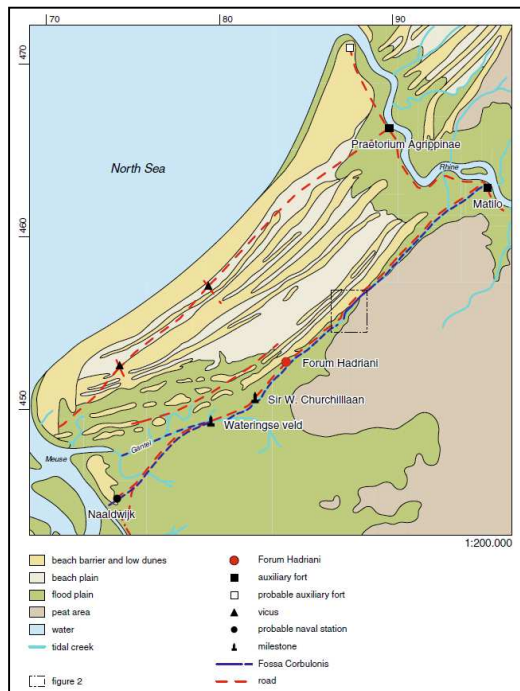 70
80
90
470
Praetorium Agrippinae
North Sea
Rhine
Matilo
460
Forum Hadriani
Sir W. Churchilllaan
450
Wateringse veld
Gantel
Meuse
Naaldwijk
1:200.000
beach barrier and low dunes
beach plain
flood plain
peat area
water
tidal creek
figure 2
Forum Hadriani
auxiliary fort
probable auxiliary fort
vicus
probable naval station
milestone
Fossa Corbulonis
road